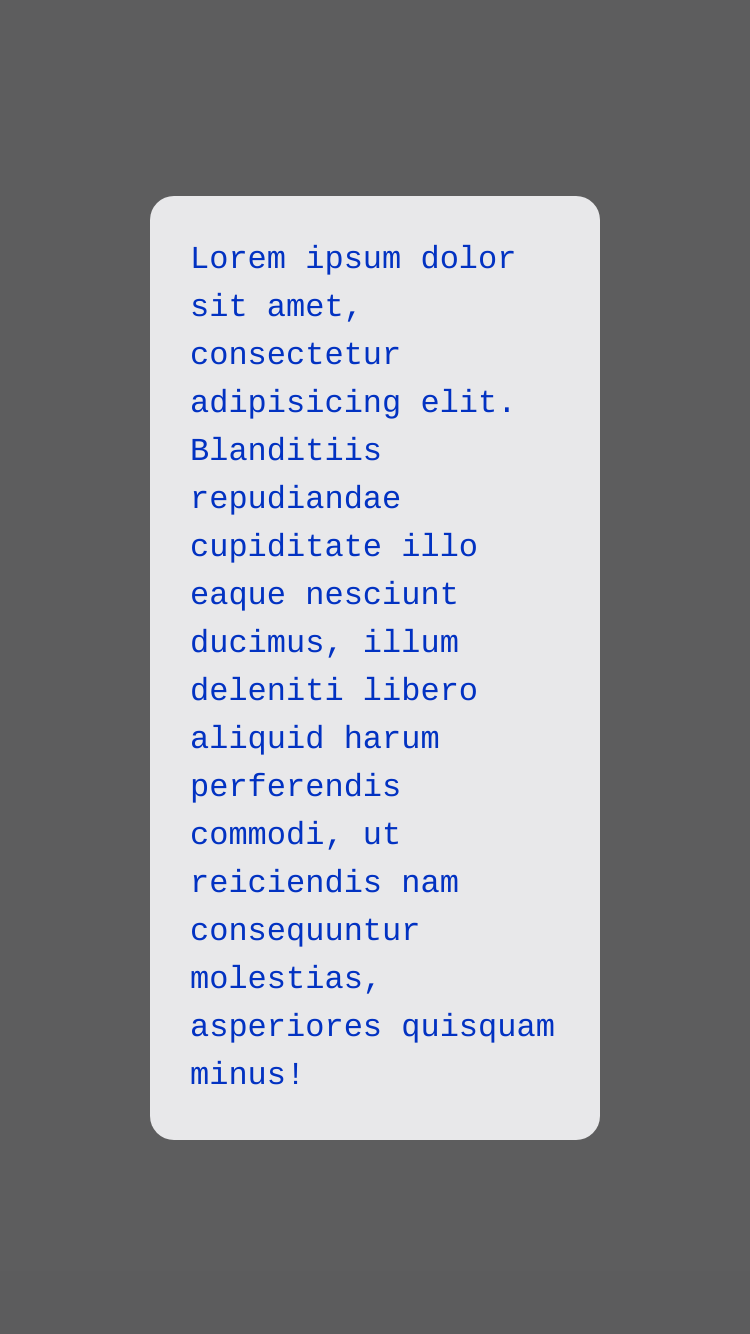 Lorem ipsum dolor
sit amet,
consectetur
adipisicing elit.
Blanditiis
repudiandae
cupiditate illo
eaque nesciunt
ducimus, illum
deleniti libero
aliquid harum
perferendis
commodi, ut
reiciendis nam
consequuntur
molestias,
asperiores quisquam
minus!